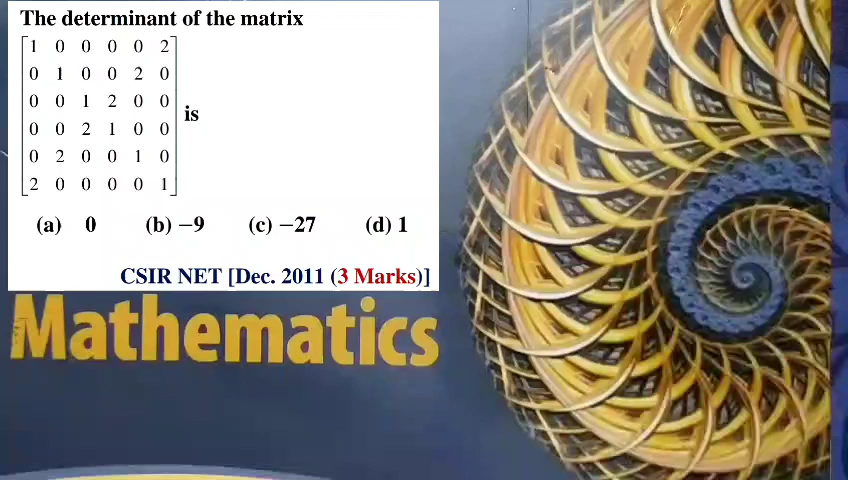 The determinant of the matrix
1 0 0 0 0 2
0 1 0 0 2 0
0 0 1 2 0 0
0 0 2 1 0 0
0 2 0 0 1 0
2 0 0 0 0 1
is
(a) 0 (b) −9 (c) −27 (d) 1
CSIR NET [Dec. 2011 (3 Marks)]
Mathematics